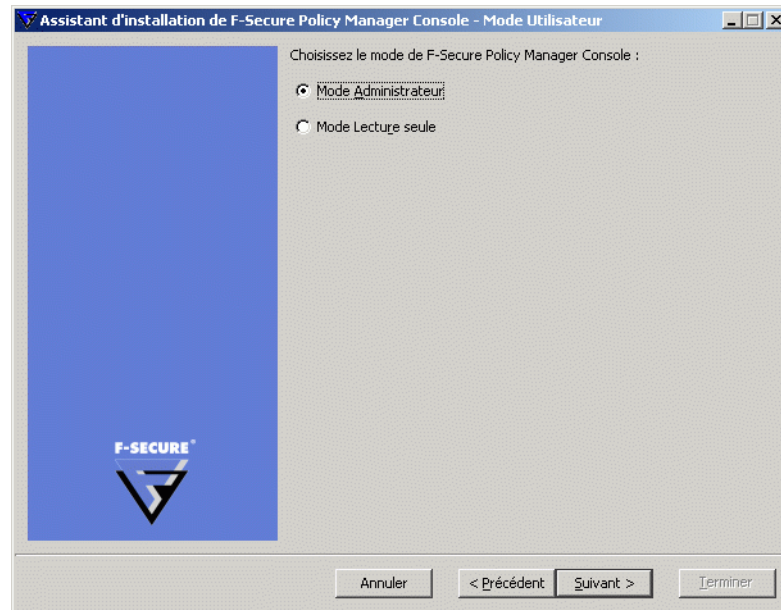 Assistant d'installation de F-Secure Policy Manager Console - Mode Utilisateur
Choisissez le mode de F-Secure Policy Manager Console :
Mode Administrateur
Mode Lecture seule
F-SECURE®
Annuler
< Précédent
Suivant >
Terminer